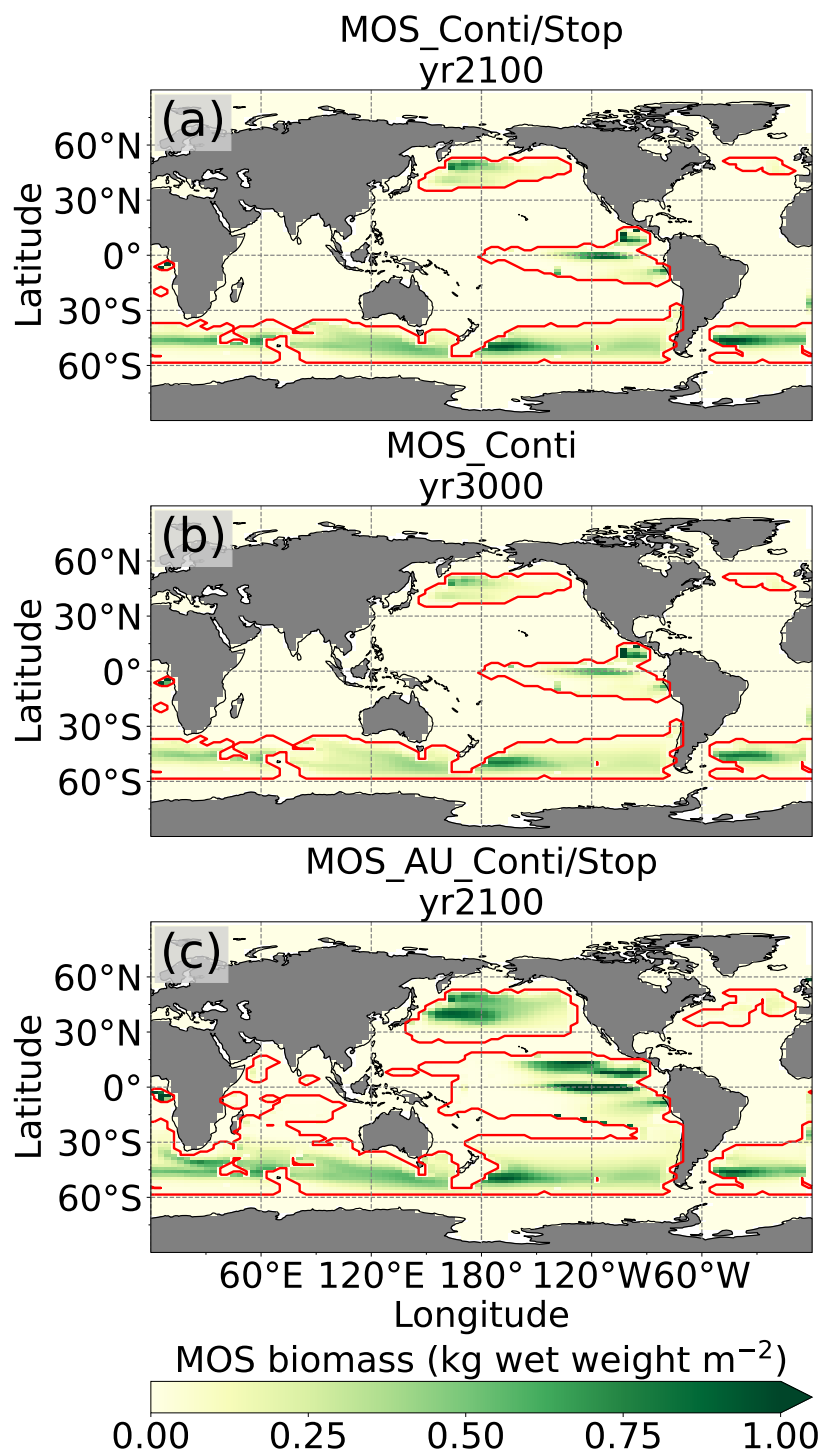 MOS_Conti/Stop
yr2100
(a)
60°N
30°N
0°
30°S
60°S
Latitude
MOS_Conti
yr3000
(b)
60°N
30°N
0°
30°S
60°S
Latitude
MOS_AU_Conti/Stop
yr2100
(c)
60°N
30°N
0°
30°S
60°S
Latitude
60°E 120°E 180° 120°W 60°W
Longitude
MOS biomass (kg wet weight m⁻²)
0.00 0.25 0.50 0.75 1.00